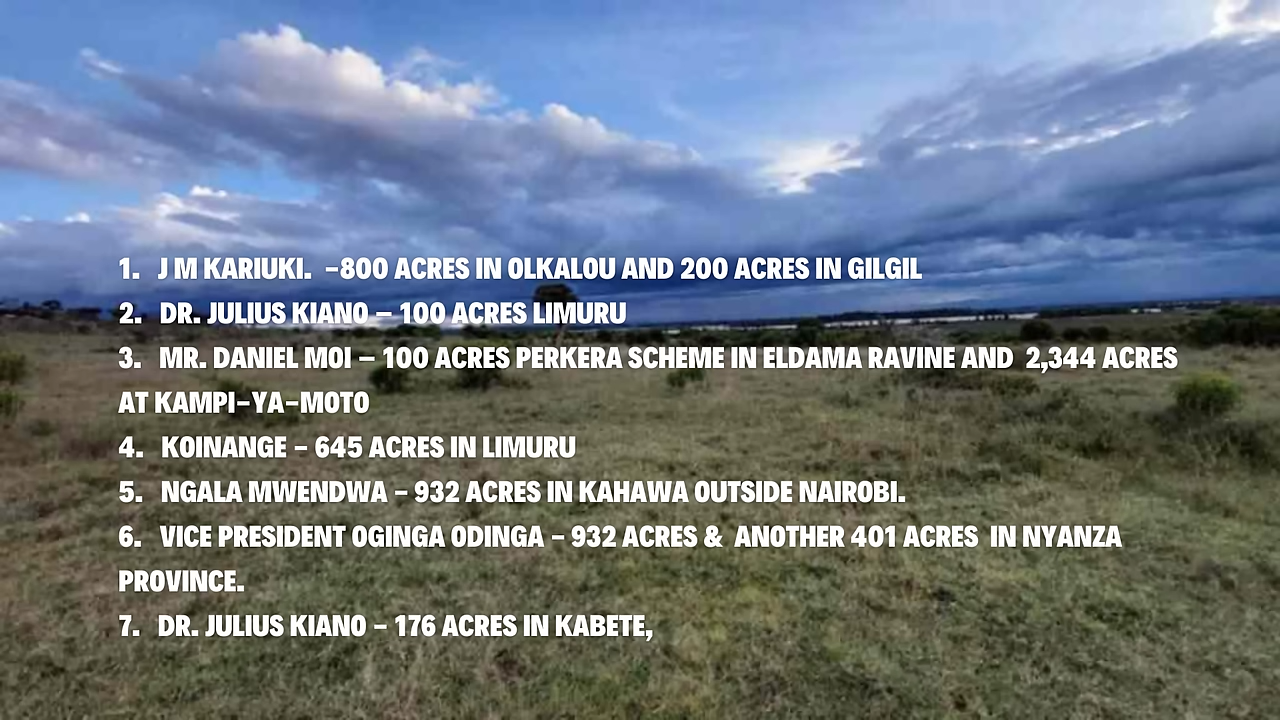 1. J M KARIUKI. -800 ACRES IN OLKALOU AND 200 ACRES IN GILGIL
2. DR. JULIUS KIANO – 100 ACRES LIMURU
3. MR. DANIEL MOI – 100 ACRES PERKERA SCHEME IN ELDAMA RAVINE AND 2,344 ACRES
AT KAMPI-YA-MOTO
4. KOINANGE - 645 ACRES IN LIMURU
5. NGALA MWENDWA - 932 ACRES IN KAHAWA OUTSIDE NAIROBI.
6. VICE PRESIDENT OGINGA ODINGA - 932 ACRES & ANOTHER 401 ACRES IN NYANZA
PROVINCE.
7. DR. JULIUS KIANO - 176 ACRES IN KABETE,